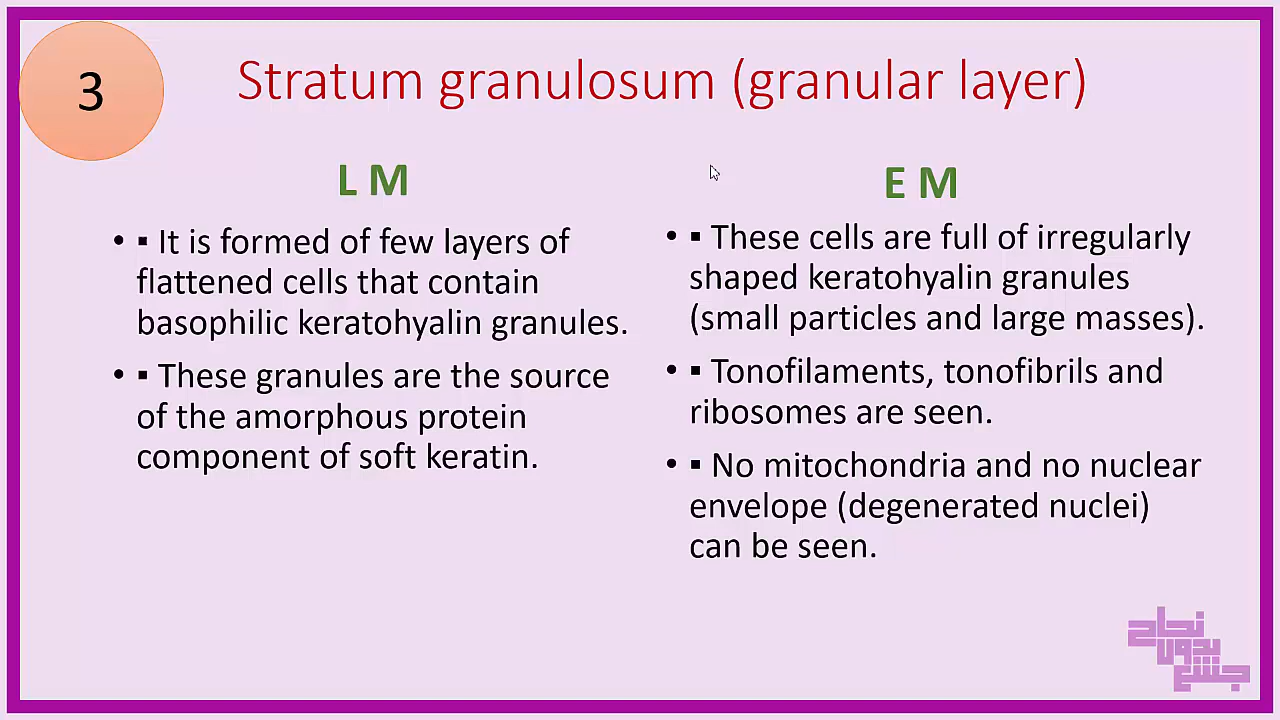 3
Stratum granulosum (granular layer)
L M
• ▪ It is formed of few layers of
flattened cells that contain
basophilic keratohyalin granules.
• ▪ These granules are the source
of the amorphous protein
component of soft keratin.
E M
• ▪ These cells are full of irregularly
shaped keratohyalin granules
(small particles and large masses).
• ▪ Tonofilaments, tonofibrils and
ribosomes are seen.
• ▪ No mitochondria and no nuclear
envelope (degenerated nuclei)
can be seen.
نجاح
بدون
جشع